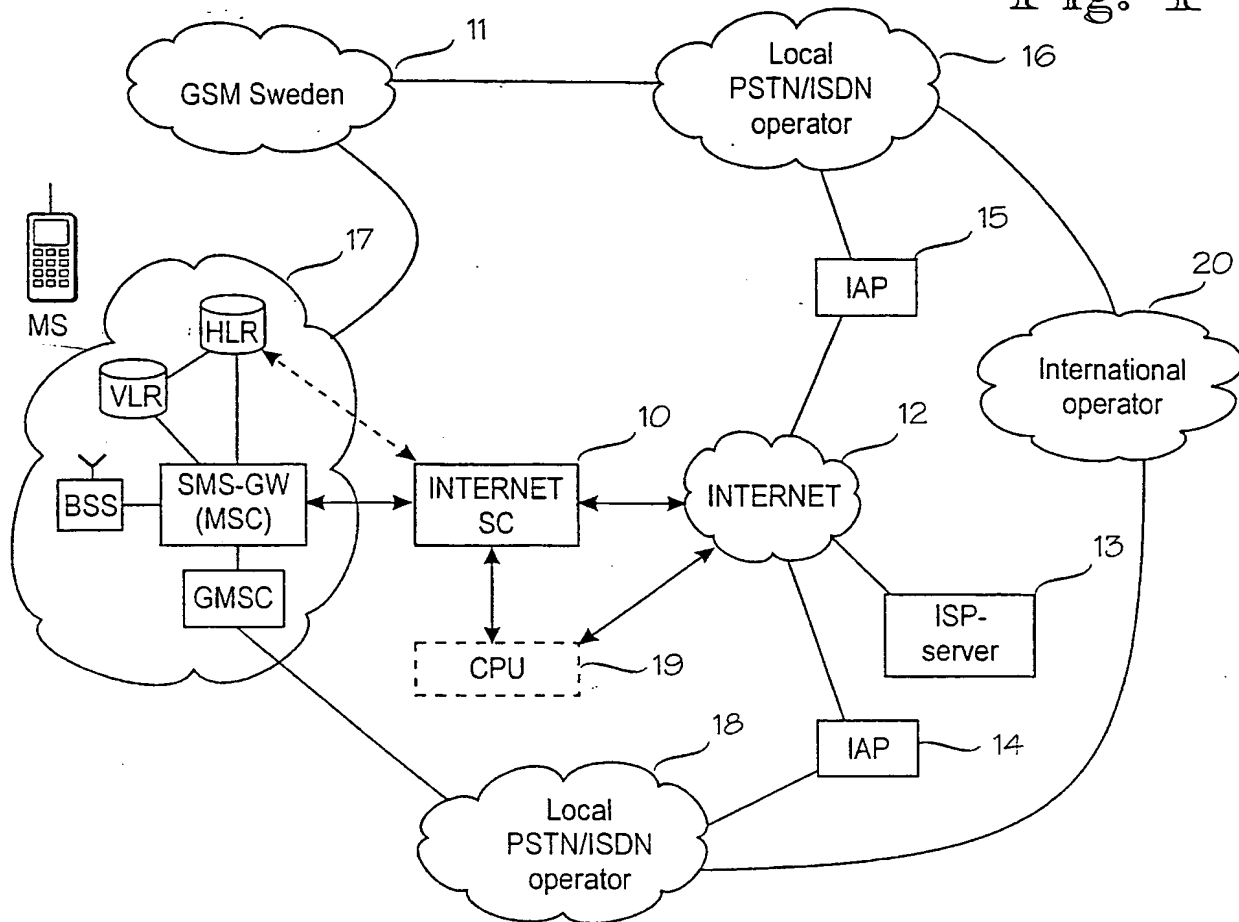 Fig. 1
11
GSM Sweden
Local
PSTN/ISDN
operator
16
MS
17
HLR
VLR
BSS
SMS-GW
(MSC)
GMSC
15
IAP
20
International
operator
10
INTERNET
SC
12
INTERNET
13
ISP-
server
CPU
19
18
Local
PSTN/ISDN
operator
IAP
14